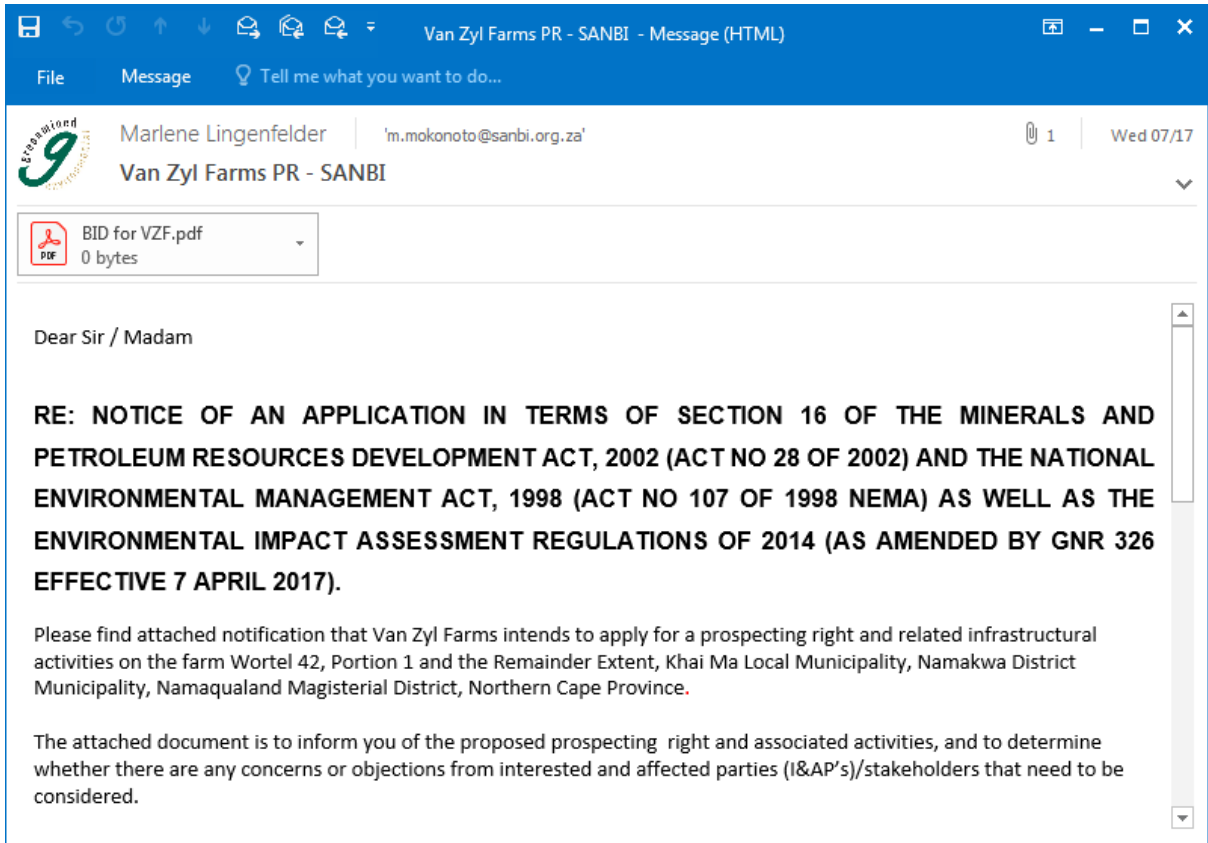 Van Zyl Farms PR - SANBI - Message (HTML)
File Message Tell me what you want to do...
Marlene Lingenfelder 'm.mokonoto@sanbi.org.za' 1 Wed 07/17
Van Zyl Farms PR - SANBI
BID for VZF.pdf
PDF
0 bytes
Dear Sir / Madam
RE: NOTICE OF AN APPLICATION IN TERMS OF SECTION 16 OF THE MINERALS AND
PETROLEUM RESOURCES DEVELOPMENT ACT, 2002 (ACT NO 28 OF 2002) AND THE NATIONAL
ENVIRONMENTAL MANAGEMENT ACT, 1998 (ACT NO 107 OF 1998 NEMA) AS WELL AS THE
ENVIRONMENTAL IMPACT ASSESSMENT REGULATIONS OF 2014 (AS AMENDED BY GNR 326
EFFECTIVE 7 APRIL 2017).
Please find attached notification that Van Zyl Farms intends to apply for a prospecting right and related infrastructural
activities on the farm Wortel 42, Portion 1 and the Remainder Extent, Khai Ma Local Municipality, Namakwa District
Municipality, Namaqualand Magisterial District, Northern Cape Province.
The attached document is to inform you of the proposed prospecting right and associated activities, and to determine
whether there are any concerns or objections from interested and affected parties (I&AP's)/stakeholders that need to be
considered.